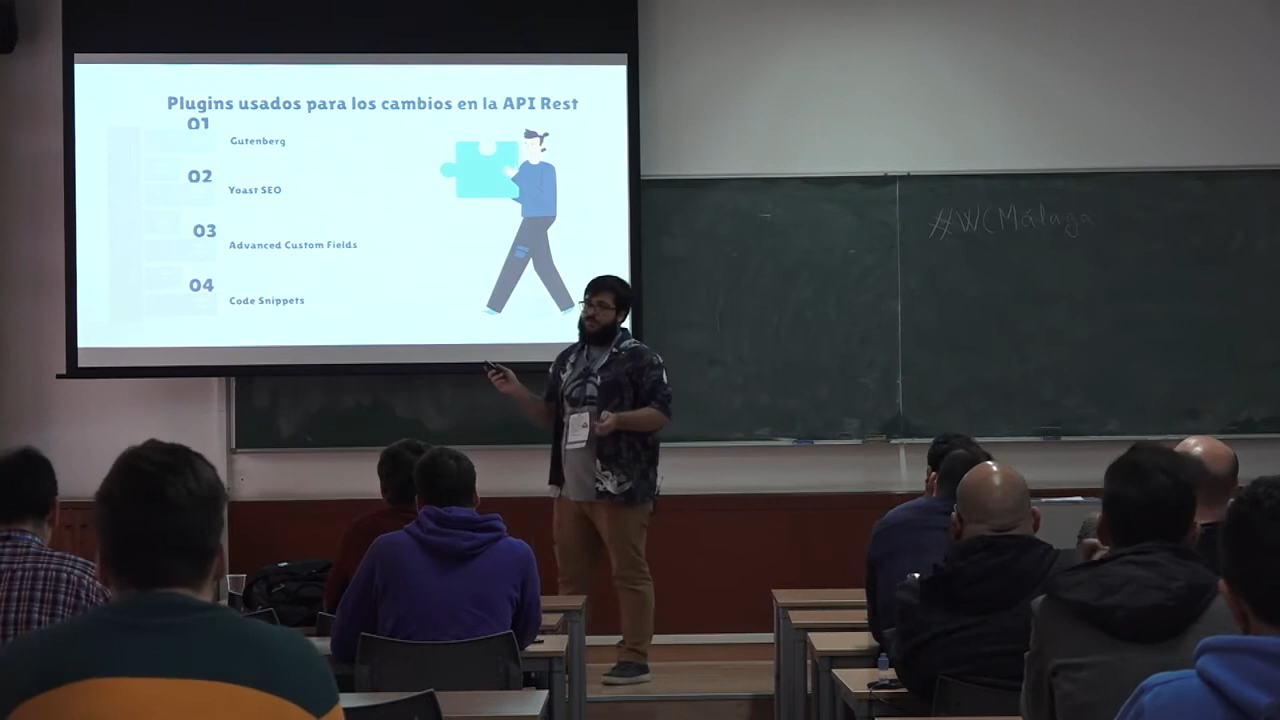 Plugins usados para los cambios en la API Rest
01
Gutenberg
02
Yoast SEO
03
Advanced Custom Fields
04
Code Snippets
#WCMálaga